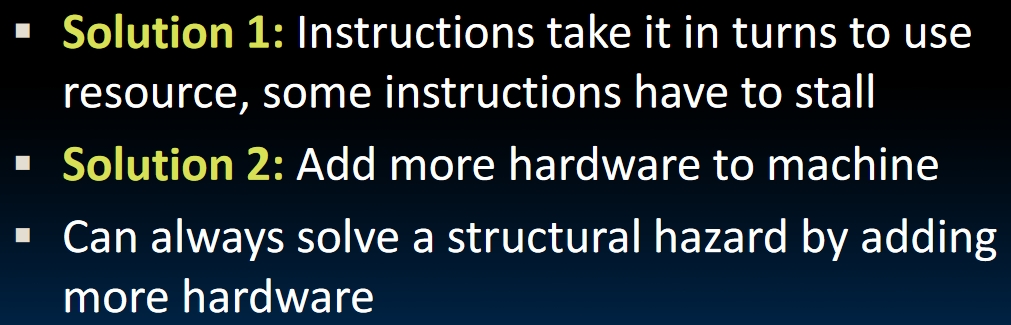 ▪ Solution 1: Instructions take it in turns to use
resource, some instructions have to stall
▪ Solution 2: Add more hardware to machine
▪ Can always solve a structural hazard by adding
more hardware